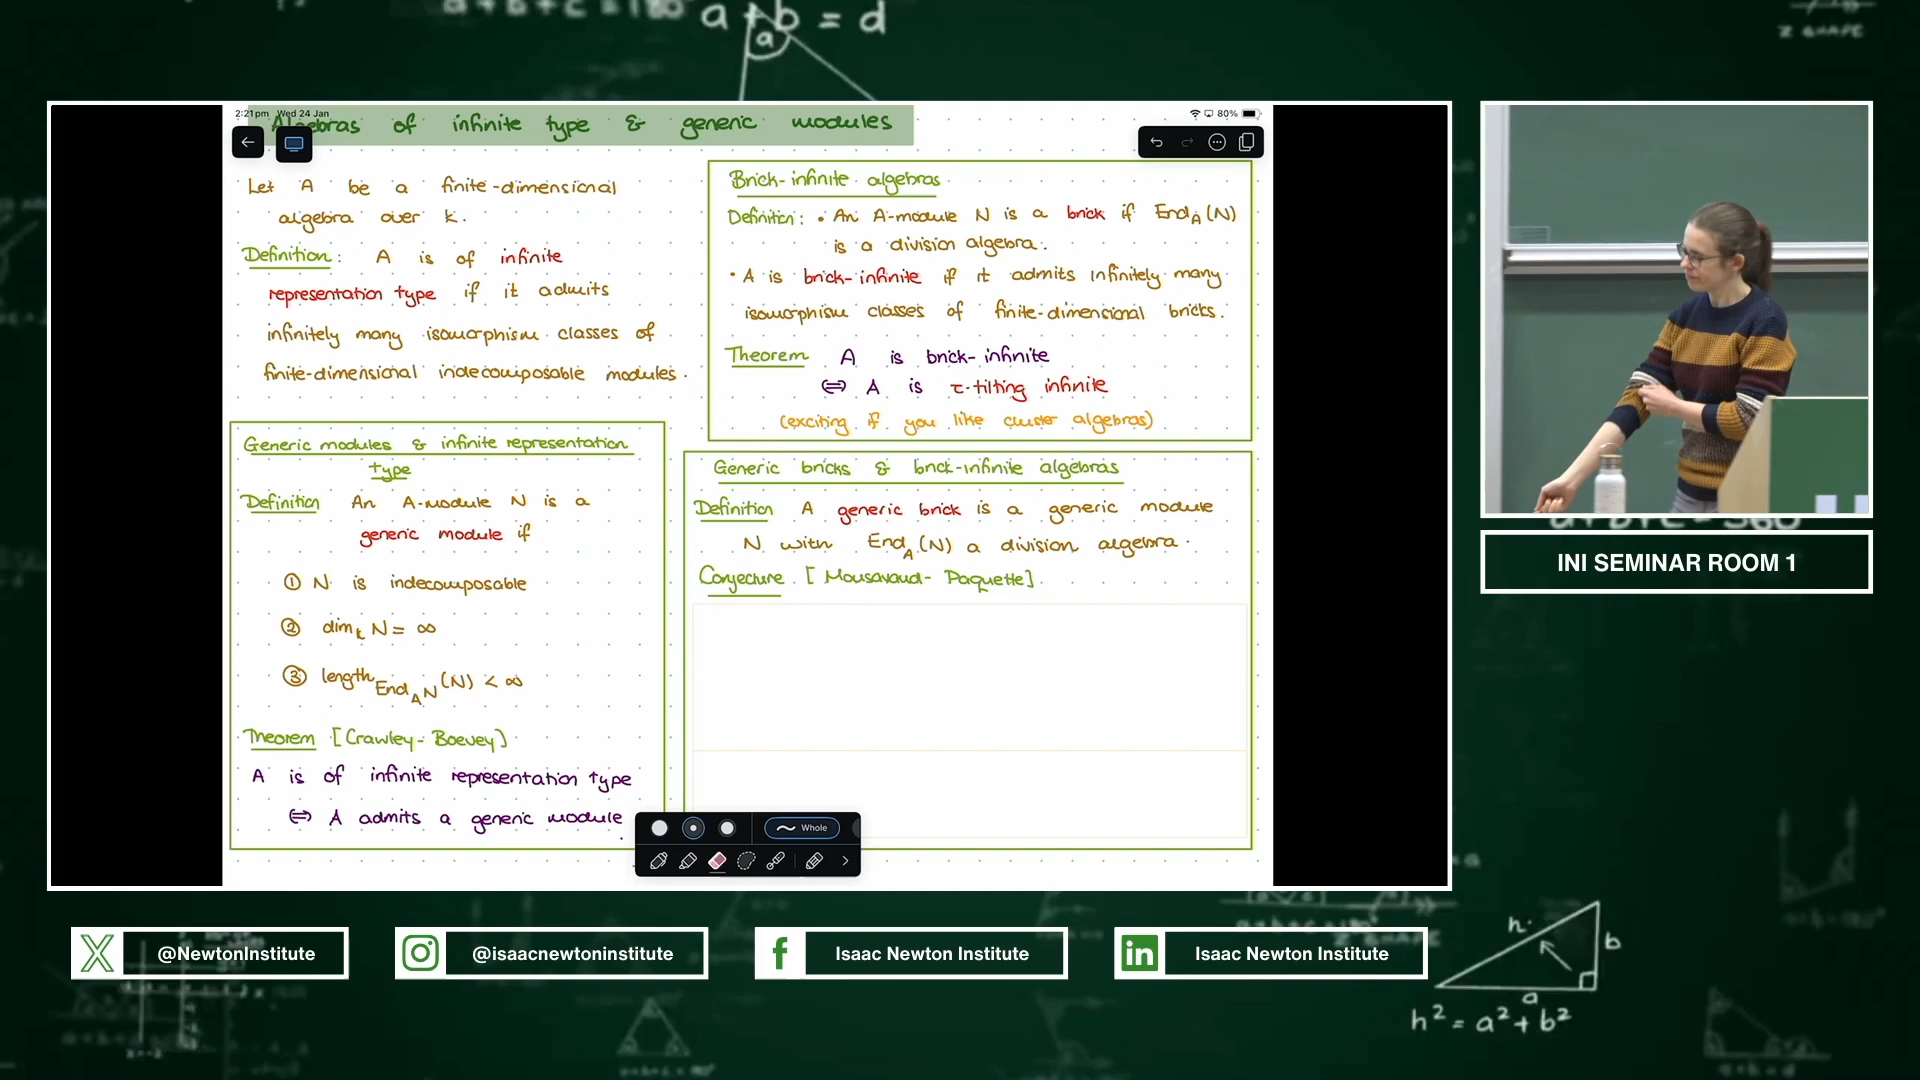 a + b + c = 180°
a + b = d
a
Z SHAPE
2:21pm Wed 24 Jan
80%
Algebras of infinite type & generic modules
Let A be a finite-dimensional
algebra over k.
Definition: A is of infinite
representation type if it admits
infinitely many isomorphism classes of
finite-dimensional indecomposable modules.
Generic modules & infinite representation
type
Definition An A-module N is a
generic module if
① N is indecomposable
② dim_k N = ∞
③ length_{End_A N} (N) < ∞
Theorem [Crawley-Boevey]
A is of infinite representation type
⇔ A admits a generic module
Brick-infinite algebras
Definition: • An A-module N is a brick if End_A(N)
is a division algebra.
• A is brick-infinite if it admits infinitely many
isomorphism classes of finite-dimensional bricks.
Theorem A is brick-infinite
⇔ A is τ-tilting infinite
(exciting if you like cluster algebras)
Generic bricks & brick-infinite algebras
Definition A generic brick is a generic module
N with End_A(N) a division algebra.
Conjecture [Mousavand-Paquette]
Whole
INI SEMINAR ROOM 1
@NewtonInstitute
@isaacnewtoninstitute
Isaac Newton Institute
Isaac Newton Institute
h
b
a
h² = a² + b²